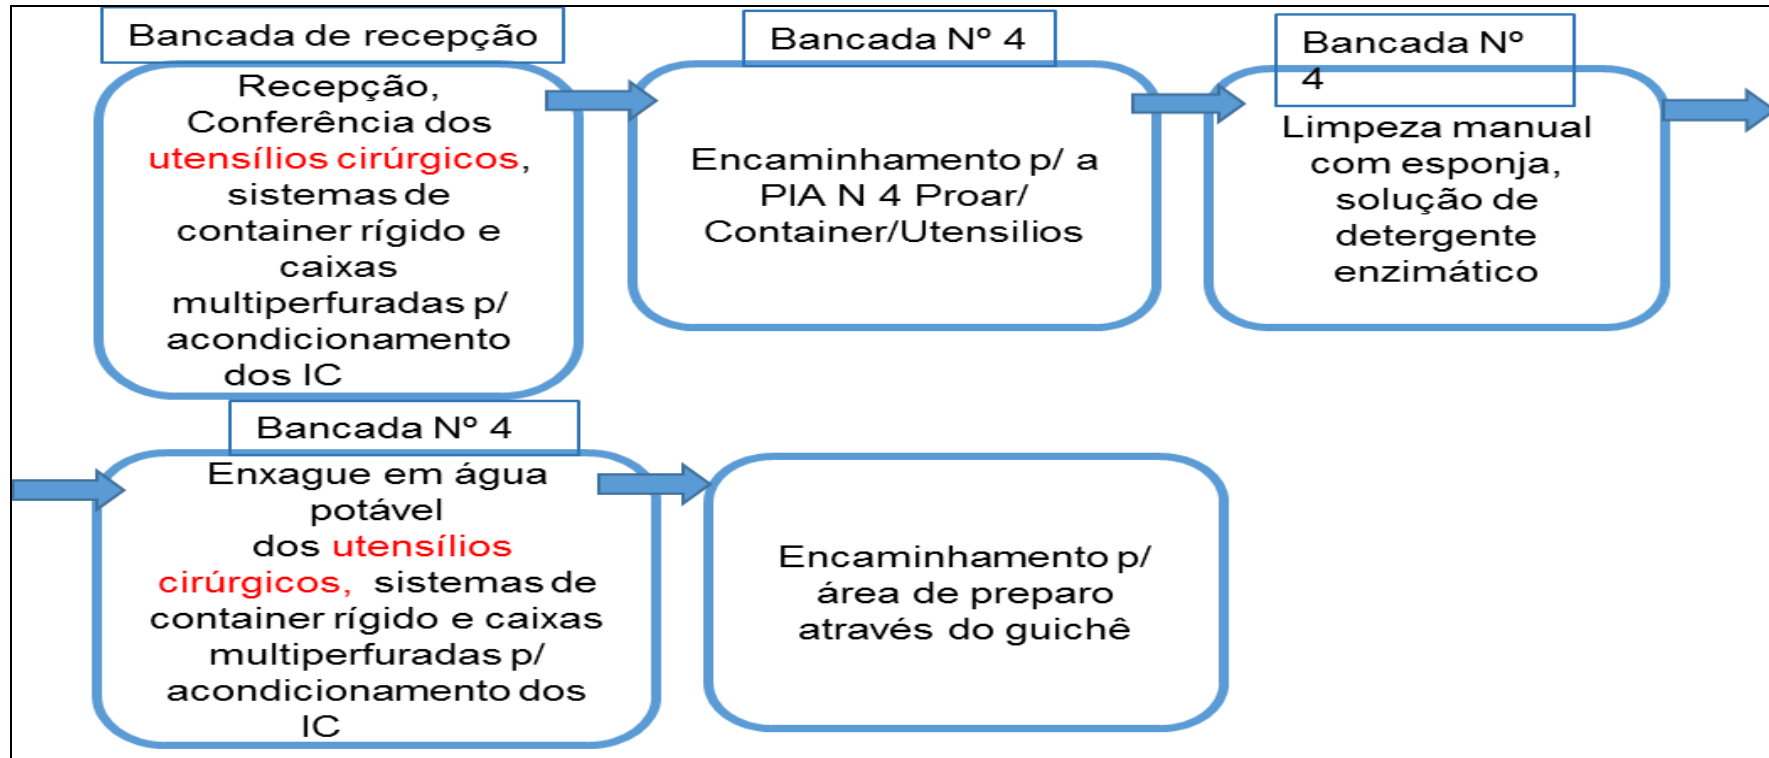 Bancada de recepção
Recepção,
Conferência dos
utensílios cirúrgicos,
sistemas de
container rígido e
caixas
multiperfuradas p/
acondicionamento
dos IC
Bancada Nº 4
Encaminhamento p/ a
PIA N 4 Proar/
Container/Utensilios
Bancada Nº
4
Limpeza manual
com esponja,
solução de
detergente
enzimático
Bancada Nº 4
Enxague em água
potável
dos utensílios
cirúrgicos, sistemas de
container rígido e caixas
multiperfuradas p/
acondicionamento dos
IC
Encaminhamento p/
área de preparo
através do guichê